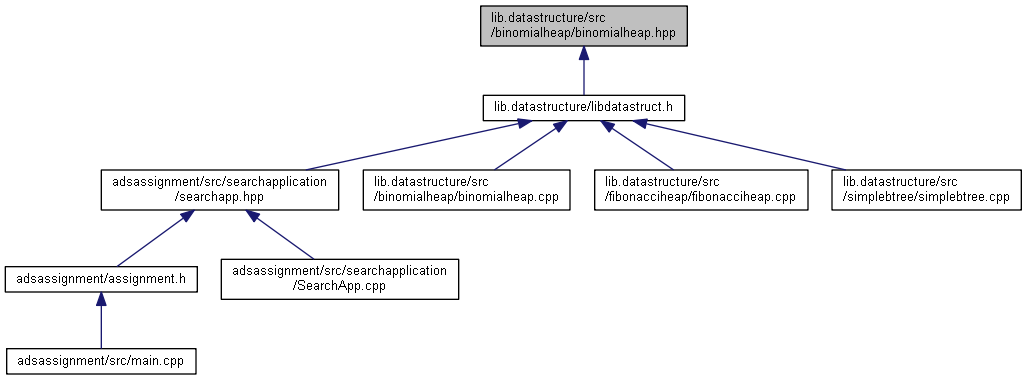 lib.datastructure/src
/binomialheap/binomialheap.hpp
lib.datastructure/libdatastruct.h
adsassignment/src/searchapplication
/searchapp.hpp
lib.datastructure/src
/binomialheap/binomialheap.cpp
lib.datastructure/src
/fibonacciheap/fibonacciheap.cpp
lib.datastructure/src
/simplebtree/simplebtree.cpp
adsassignment/assignment.h
adsassignment/src/searchapplication
/SearchApp.cpp
adsassignment/src/main.cpp